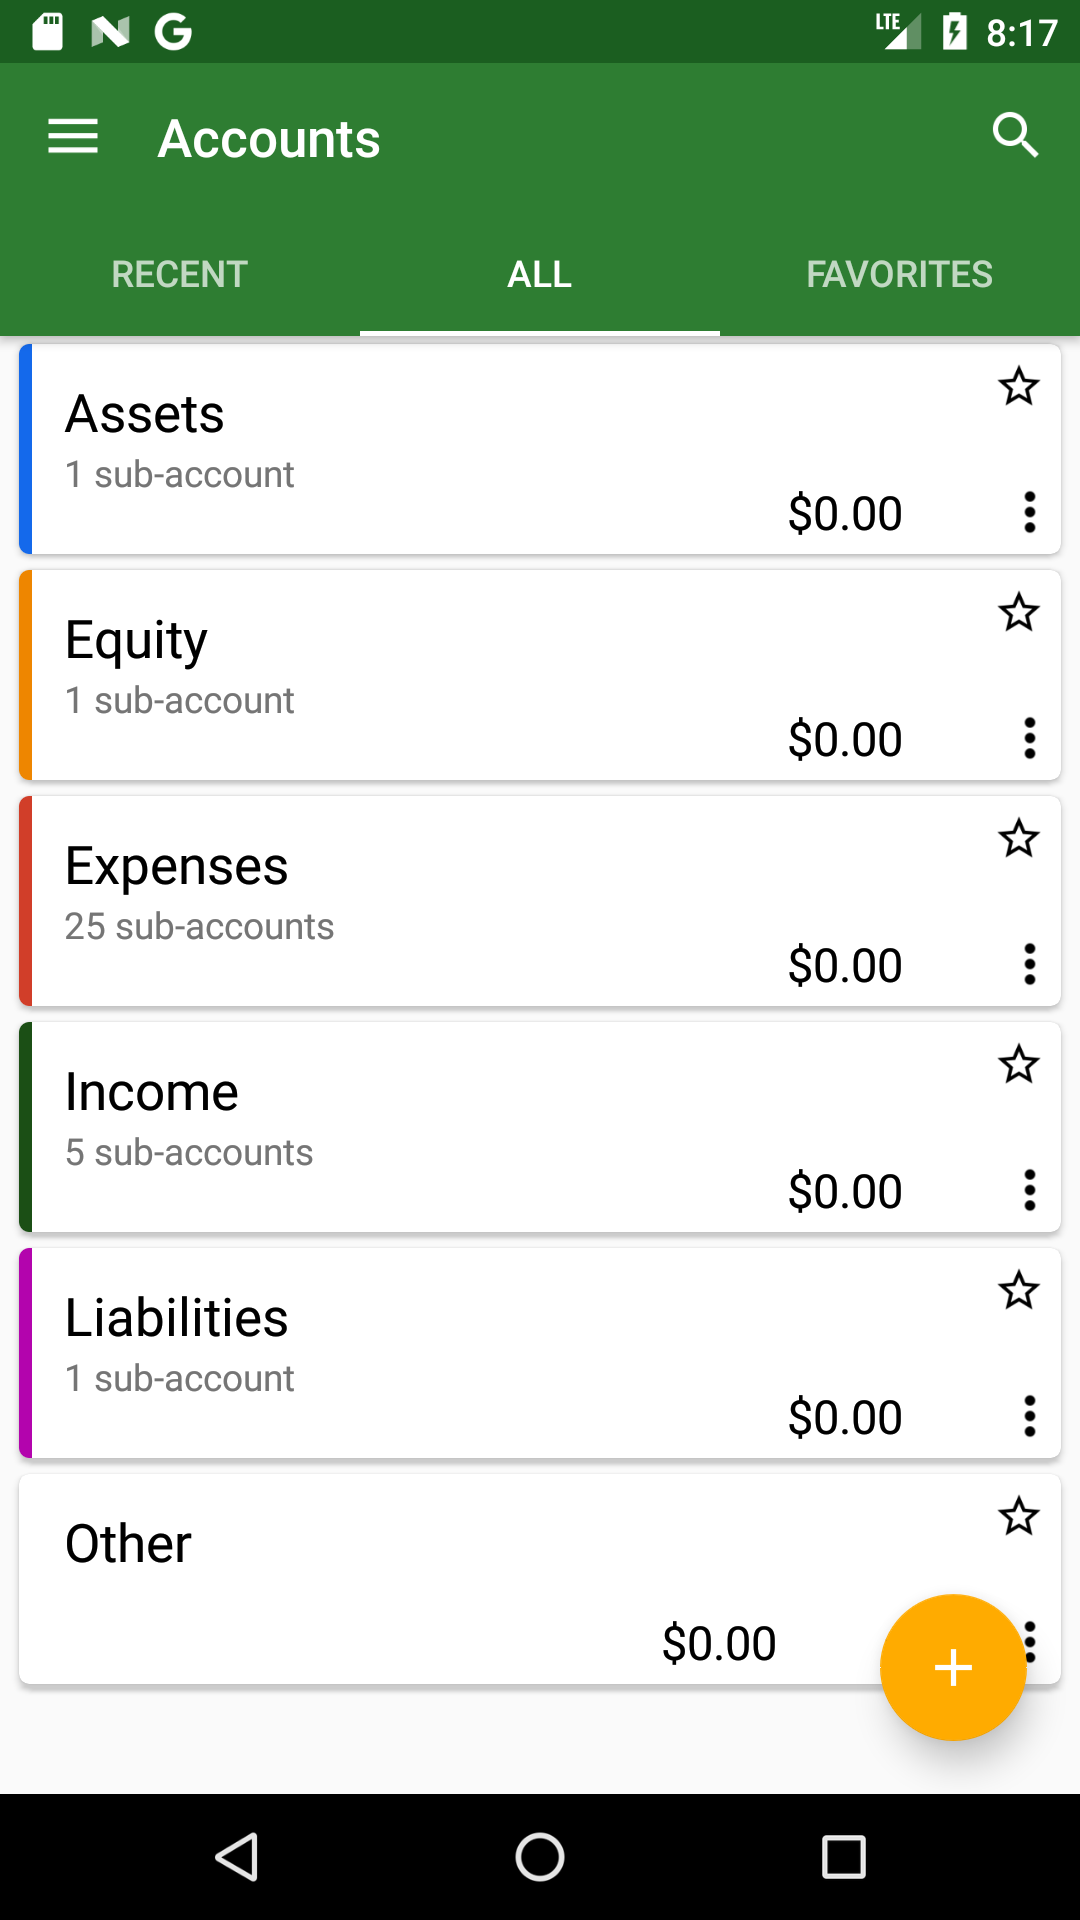 LTE 8:17
Accounts
RECENT ALL FAVORITES
Assets
1 sub-account
$0.00
Equity
1 sub-account
$0.00
Expenses
25 sub-accounts
$0.00
Income
5 sub-accounts
$0.00
Liabilities
1 sub-account
$0.00
Other
$0.00